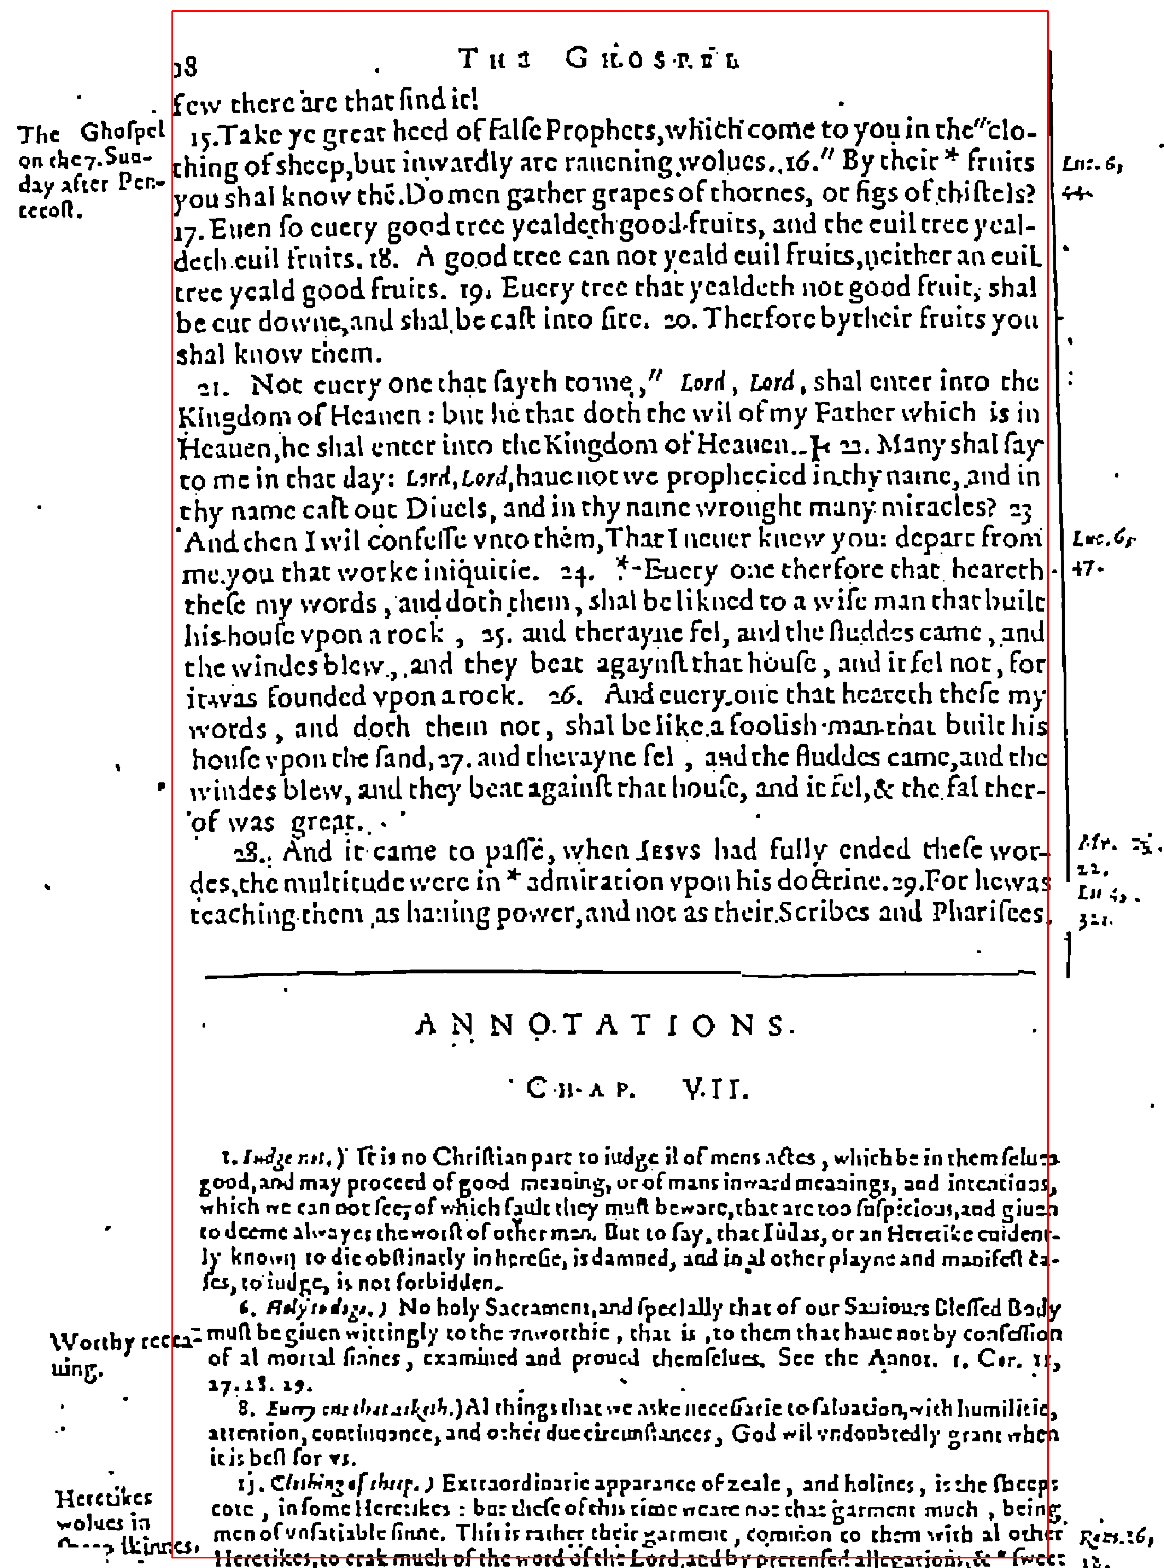 18 THE GHOSPEL
few there are that find it!
The Ghospel
on the 7. Sun-
day after Pen-
tecost.
15. Take ye great heed of false Prophets, which come to you in the "clo-
thing of sheep, but inwardly are rauening wolues. 16." By their * fruits
you shal know thē. Do men gather grapes of thornes, or figs of thistels?
17. Euen so euery good tree yealdeth good fruits, and the euil tree yeal-
deth euil fruits. 18. A good tree can not yeald euil fruits, neither an euil
tree yeald good fruits. 19. Euery tree that yealdeth not good fruit, shal
be cut downe, and shal be cast into fire. 20. Therfore by their fruits you
shal know them.
Luc. 6,
44.
21. Not euery one that sayth to me," Lord, Lord, shal enter into the
Kingdom of Heauen: but he that doth the wil of my Father which is in
Heauen, he shal enter into the Kingdom of Heauen. 22. Many shal say
to me in that day: Lord, Lord, haue not we prophecied in thy name, and in
thy name cast out Diuels, and in thy name wrought many miracles? 23
And then I wil confesse vnto them, That I neuer knew you: depart from
me you that worke iniquitie. 24. * Euery one therfore that heareth
these my words, and doth them, shal be likned to a wise man that built
his house vpon a rock, 25. and the rayne fel, and the fluddes came, and
the windes blew, and they beat agaynst that house, and it fel not, for
it was founded vpon a rock. 26. And euery one that heareth these my
words, and doth them not, shal be like a foolish man that built his
house vpon the sand, 27. and the rayne fel, and the fluddes came, and the
windes blew, and they beat against that house, and it fel, & the fal ther-
of was great.
Luc. 6,
47.
28. And it came to passe, when IESVS had fully ended these wor-
des, the multitude were in * admiration vpon his doctrine. 29. For he was
teaching them as hauing power, and not as their Scribes and Pharisees.
22.
ANNOTATIONS.
CHAP. VII.
1. Iudge not.) It is no Christian part to iudge il of mens actes, which be in them selues
good, and may proceed of good meaning, or of mans inward meanings, and intentions,
which we can not see; of which fault they must beware, that are too suspicious, and giuen
to deeme alwayes the worst of other men. But to say, that Iudas, or an Heretike euident-
ly known to die obstinatly in heresie, is damned, and in al other playne and manifest ca-
ses, to iudge, is not forbidden.
6. Holy to dogs.) No holy Sacrament, and specially that of our Sauiours Blessed Body
must be giuen wittingly to the vnworthie, that is, to them that haue not by confession
of al mortal sinnes, examined and proued themselues. See the Annot. 1. Cor. 11,
27. 28. 29.
Worthy recea-
uing.
8. Euery one that asketh.) Al things that we aske necessarie to saluation, with humilitie,
attention, continuance, and other due circumstances, God wil vndoubtedly grant when
it is best for vs.
15. Clothing of sheep.) Extraordinarie apparance of zeale, and holines, is the sheeps
cote, in some Heretikes: but these of this time weare not that garment much, being
men of vnsatiable sinne. This is rather their garment, common to them with al other
Heretikes, to crak much of the word of the Lord, and by pretensed allegations, & * sweet
Heretikes
wolues in
skinnes.
Rom. 16,
18.